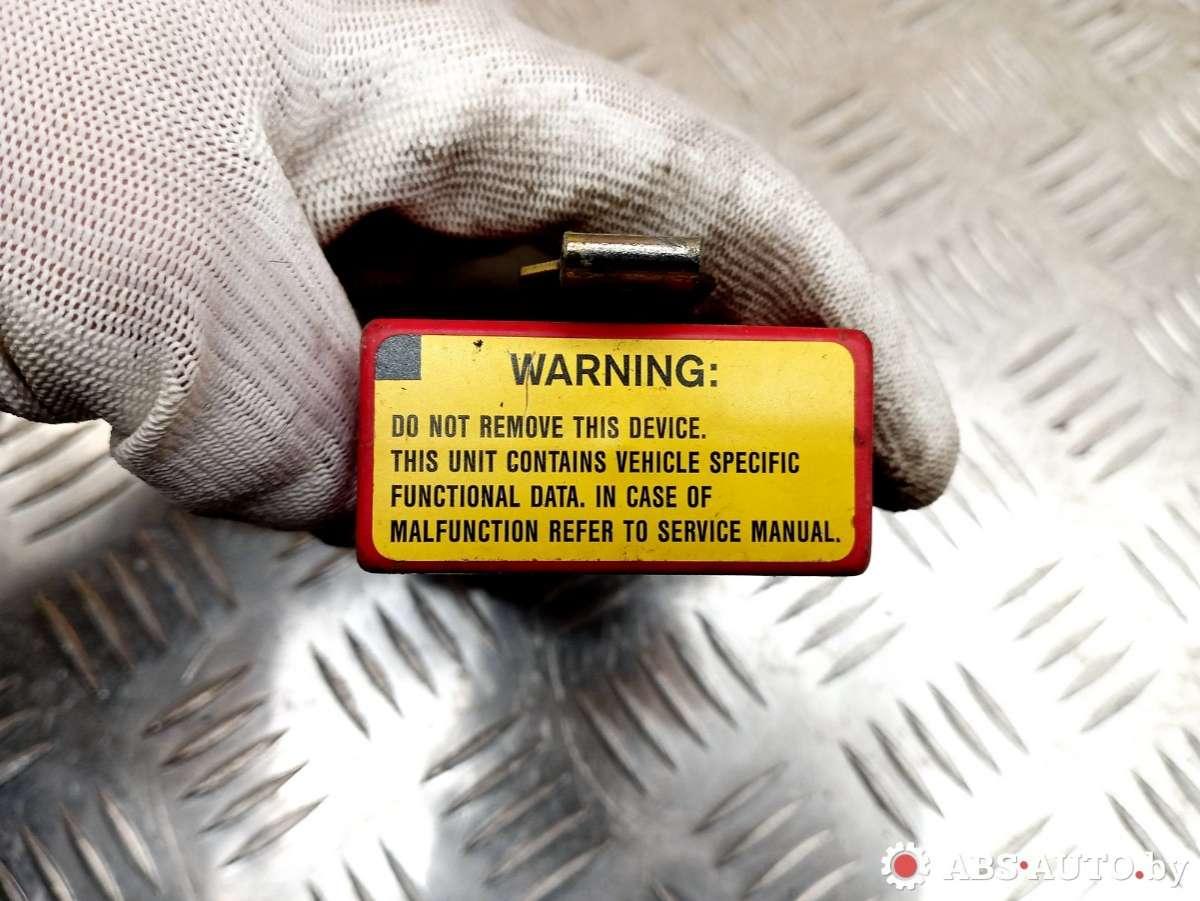 WARNING:
DO NOT REMOVE THIS DEVICE.
THIS UNIT CONTAINS VEHICLE SPECIFIC
FUNCTIONAL DATA. IN CASE OF
MALFUNCTION REFER TO SERVICE MANUAL.
ABS·AUTO.by